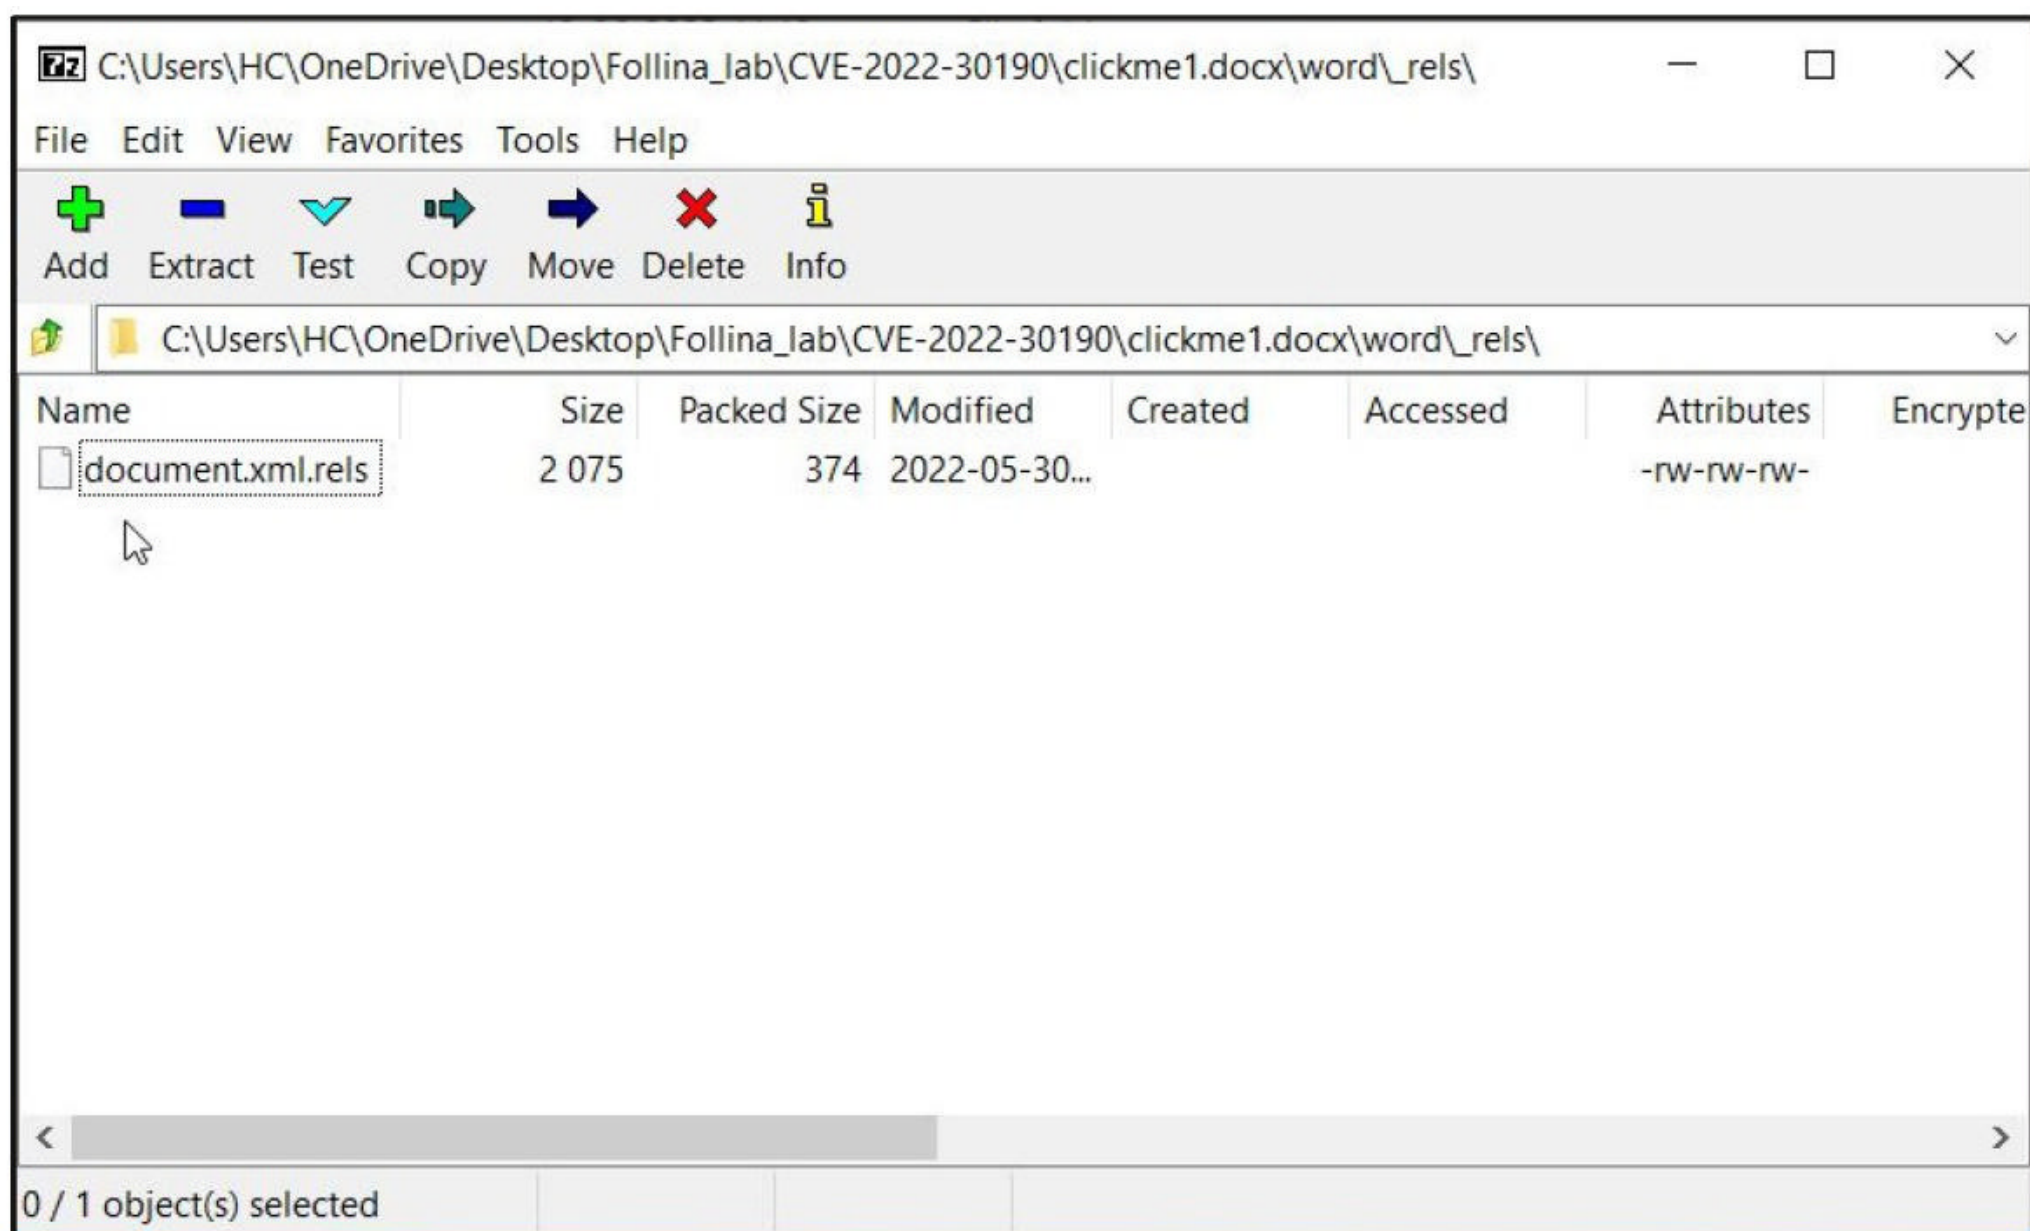 C:\Users\HC\OneDrive\Desktop\Follina_lab\CVE-2022-30190\clickme1.docx\word\_rels\
File Edit View Favorites Tools Help
Add Extract Test Copy Move Delete Info
C:\Users\HC\OneDrive\Desktop\Follina_lab\CVE-2022-30190\clickme1.docx\word\_rels\
Name Size Packed Size Modified Created Accessed Attributes Encrypte
document.xml.rels 2 075 374 2022-05-30... -rw-rw-rw-
0 / 1 object(s) selected